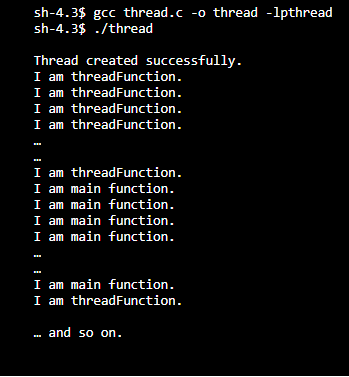 sh-4.3$ gcc thread.c -o thread -lpthread
sh-4.3$ ./thread
Thread created successfully.
I am threadFunction.
I am threadFunction.
I am threadFunction.
I am threadFunction.
…
…
I am threadFunction.
I am main function.
I am main function.
I am main function.
I am main function.
…
…
I am main function.
I am threadFunction.
… and so on.